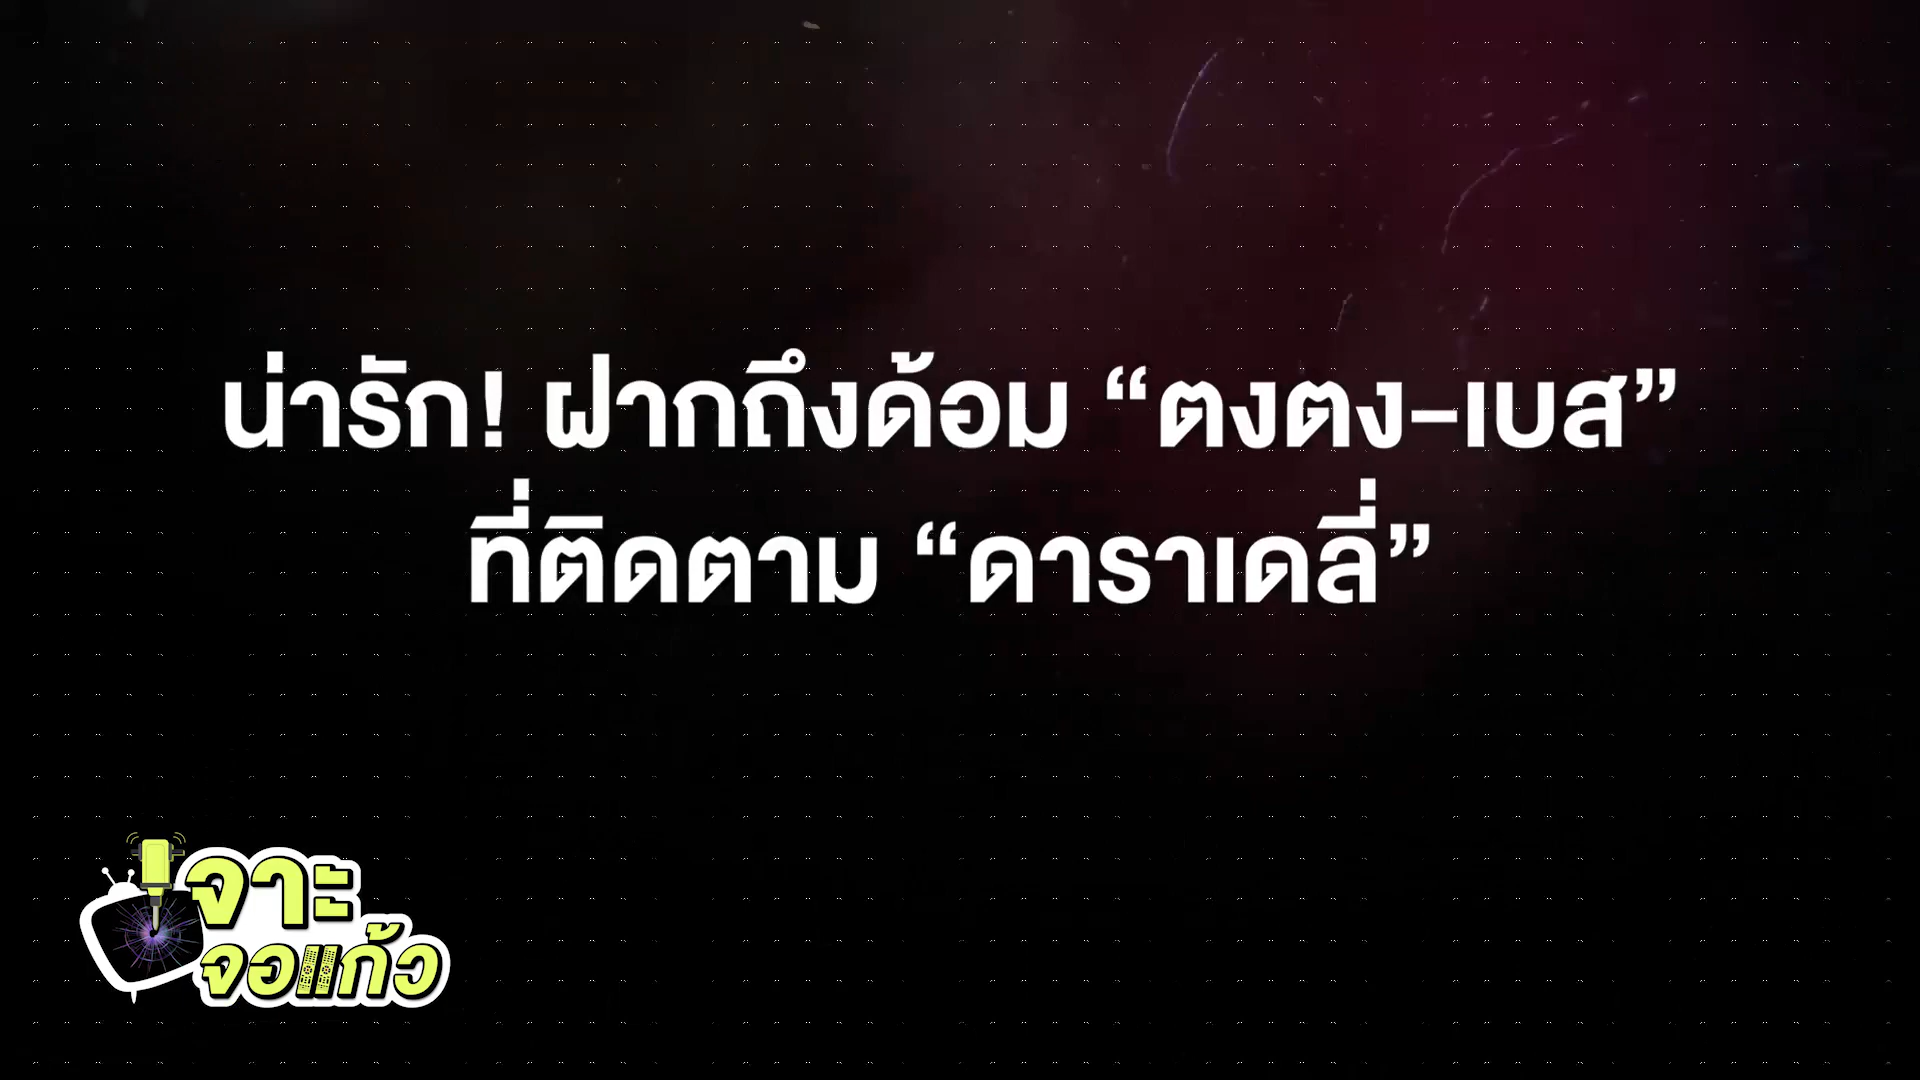 น่ารัก! ฝากถึงด้อม “ตงตง-เบส”
ที่ติดตาม “ดาราเดลี่”
เจาะ
จอแก้ว